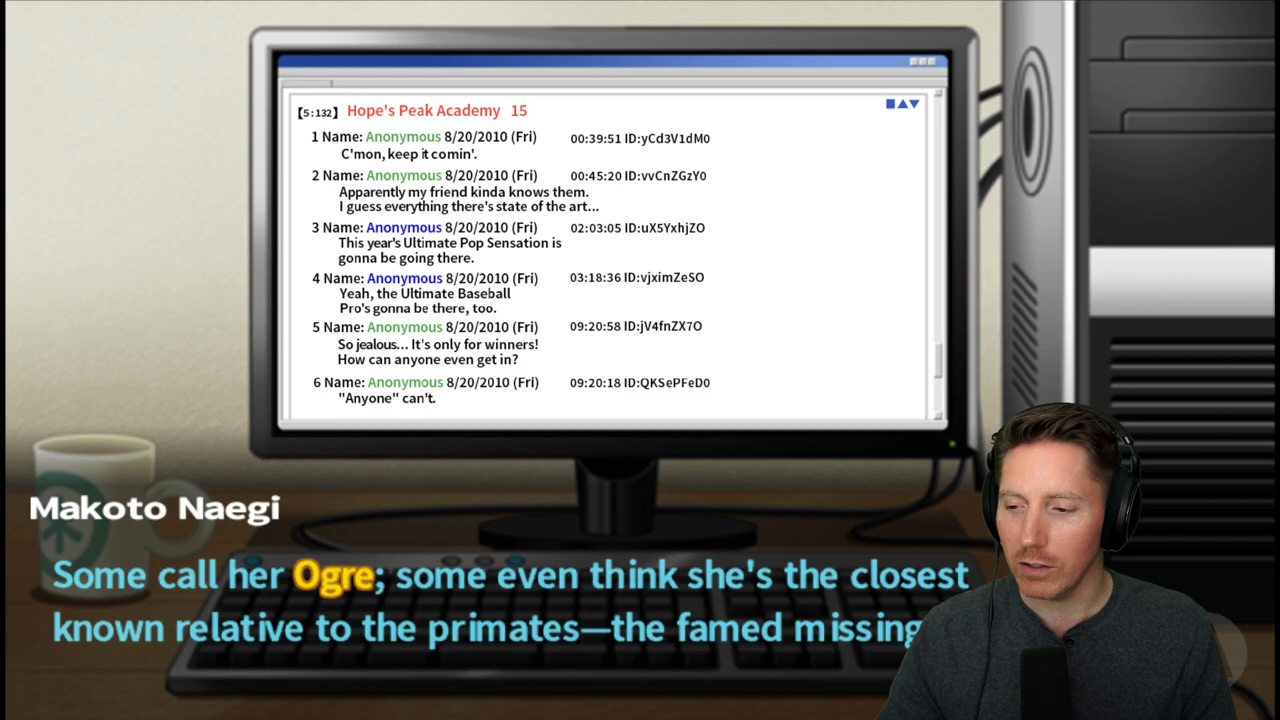 【5:132】 Hope's Peak Academy 15
1 Name: Anonymous 8/20/2010 (Fri) 00:39:51 ID:yCd3V1dM0
C'mon, keep it comin'.
2 Name: Anonymous 8/20/2010 (Fri) 00:45:20 ID:vvCnZGzY0
Apparently my friend kinda knows them.
I guess everything there's state of the art...
3 Name: Anonymous 8/20/2010 (Fri) 02:03:05 ID:uX5YxhjZO
This year's Ultimate Pop Sensation is
gonna be going there.
4 Name: Anonymous 8/20/2010 (Fri) 03:18:36 ID:vjximZeSO
Yeah, the Ultimate Baseball
Pro's gonna be there, too.
5 Name: Anonymous 8/20/2010 (Fri) 09:20:58 ID:jV4fnZX7O
So jealous... It's only for winners!
How can anyone even get in?
6 Name: Anonymous 8/20/2010 (Fri) 09:20:18 ID:QKSePFeD0
"Anyone" can't.
Makoto Naegi
Some call her Ogre; some even think she's the closest
known relative to the primates—the famed missing